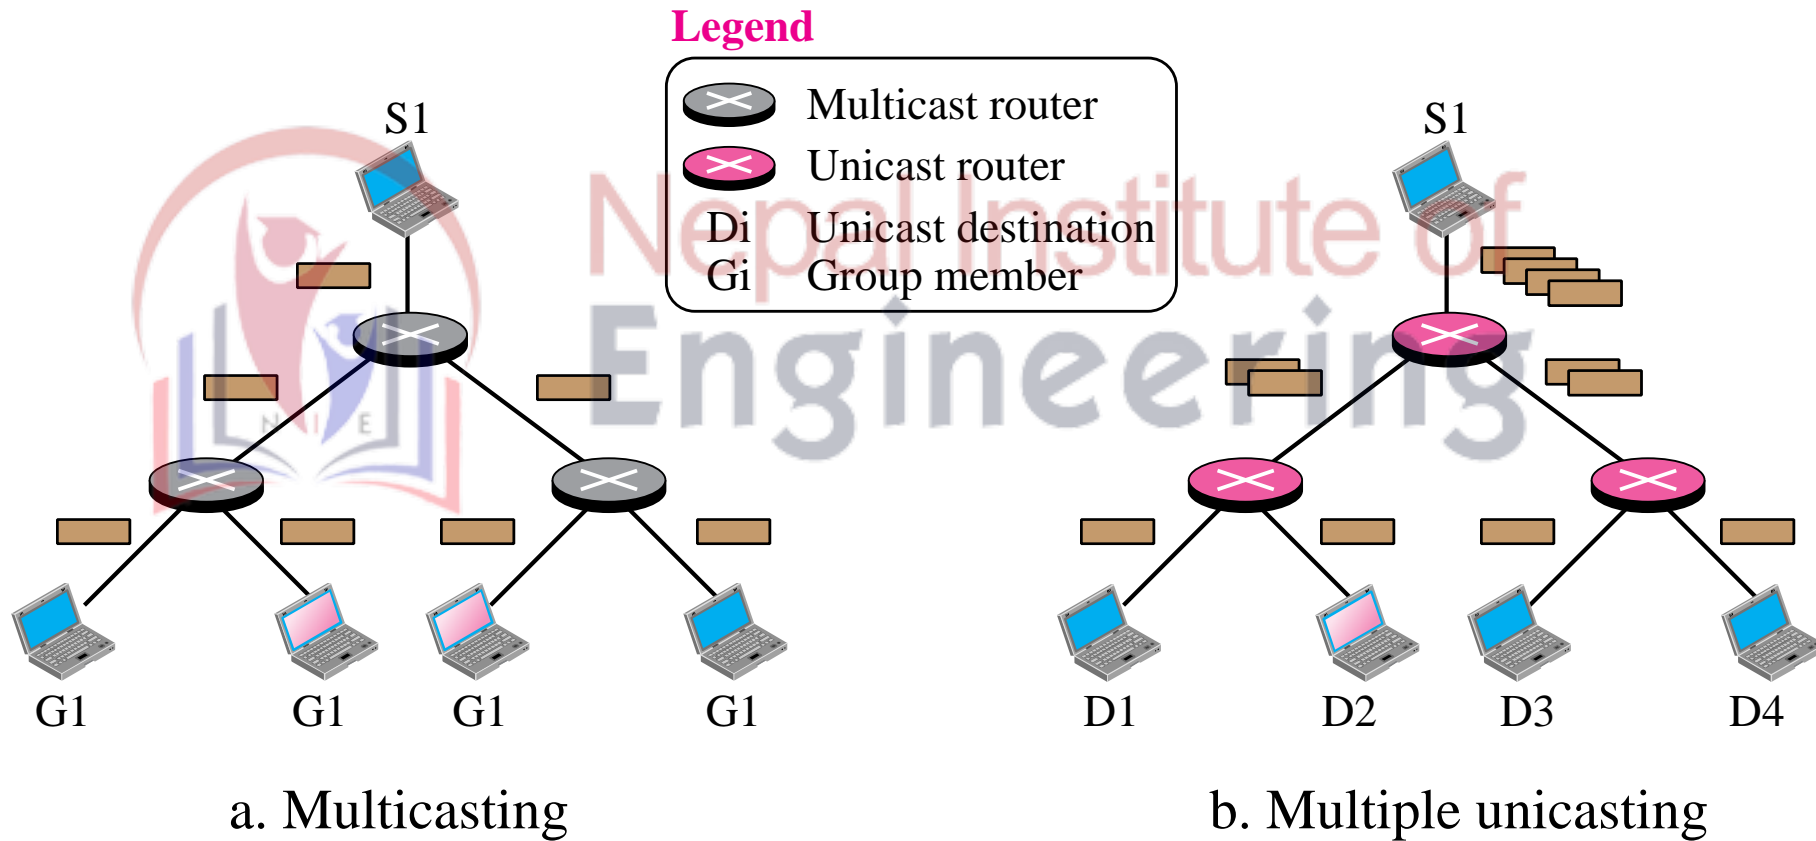 Legend
Multicast router
Unicast router
Di Unicast destination
Gi Group member
S1
S1
Nepal Institute of
Engineering
N I E
G1 G1 G1 G1
D1 D2 D3 D4
a. Multicasting
b. Multiple unicasting